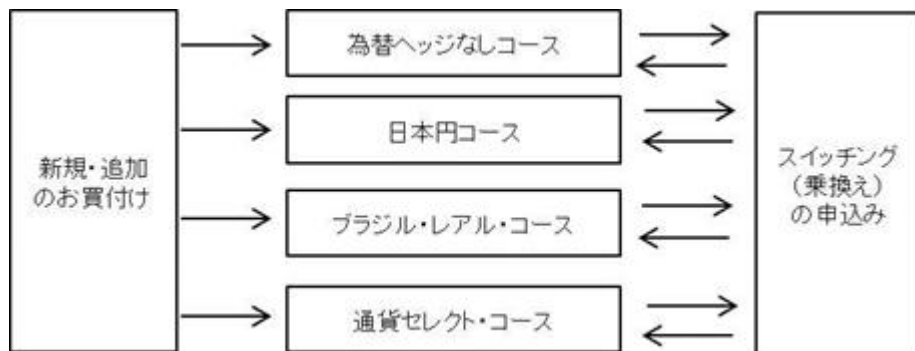 新規・追加
のお買付け
為替ヘッジなしコース
日本円コース
ブラジル・レアル・コース
通貨セレクト・コース
スイッチング
(乗換え)
の申込み